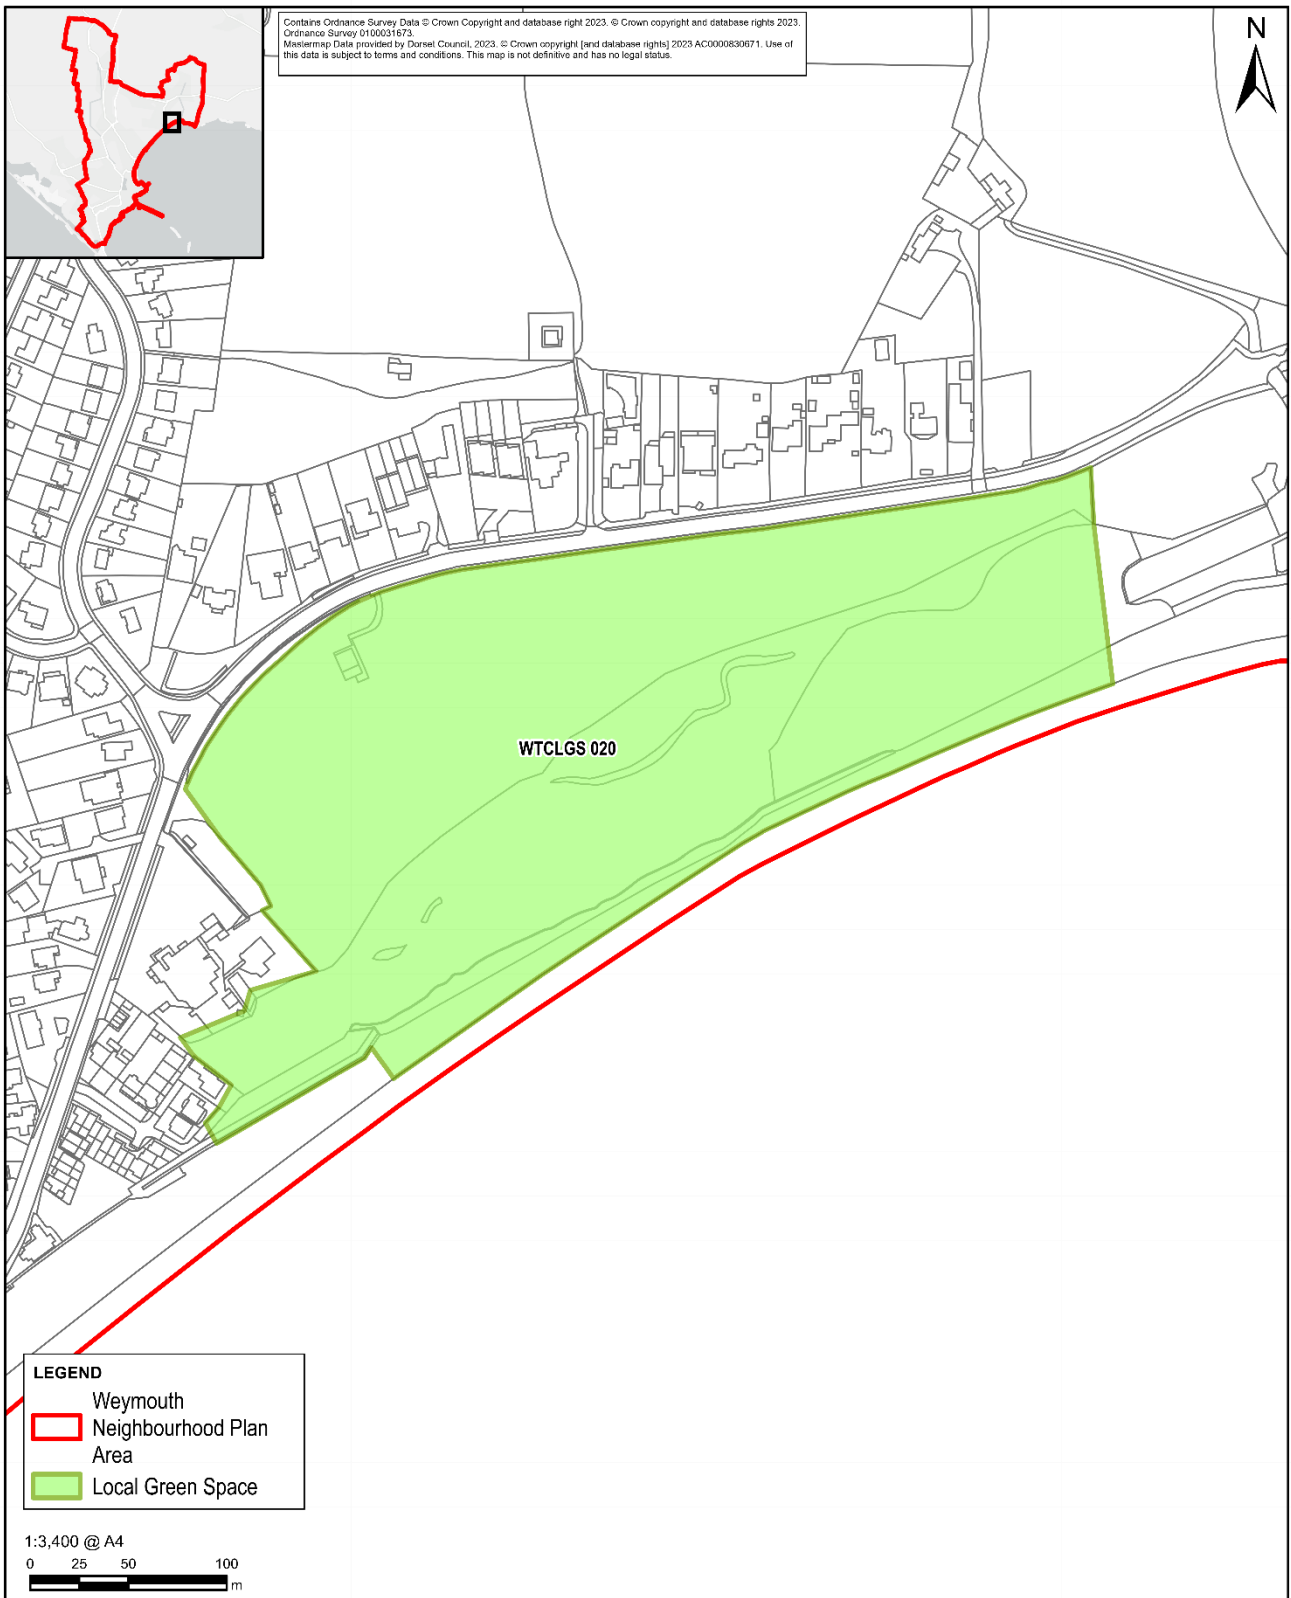 Contains Ordnance Survey Data © Crown Copyright and database right 2023. © Crown copyright and database rights 2023.
Ordnance Survey 0100031673.
Mastermap Data provided by Dorset Council, 2023. © Crown copyright [and database rights] 2023 AC0000830671. Use of
this data is subject to terms and conditions. This map is not definitive and has no legal status.
N
WTCLGS 020
LEGEND
Weymouth
Neighbourhood Plan
Area
Local Green Space
1:3,400 @ A4
0 25 50 100
m